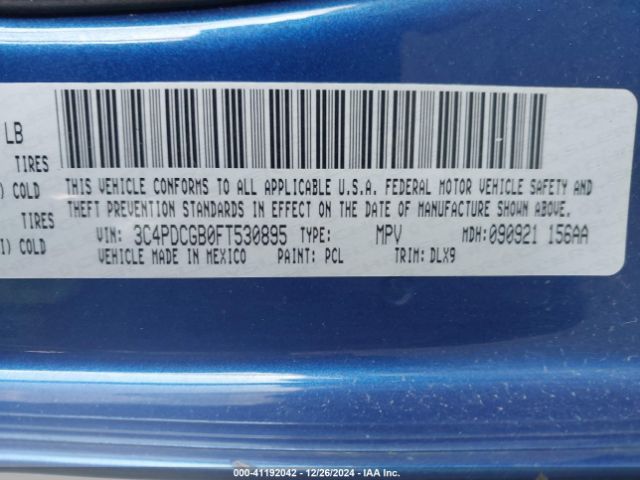 LB
TIRES
) COLD
TIRES
I) COLD
THIS VEHICLE CONFORMS TO ALL APPLICABLE U.S.A. FEDERAL MOTOR VEHICLE SAFETY AND
THEFT PREVENTION STANDARDS IN EFFECT ON THE DATE OF MANUFACTURE SHOWN ABOVE.
VIN: 3C4PDCGB0FT530895 TYPE: MPV MDH: 090921 156AA
VEHICLE MADE IN MEXICO PAINT: PCL TRIM: DLX9
000-41192042 - 12/26/2024 - IAA Inc.